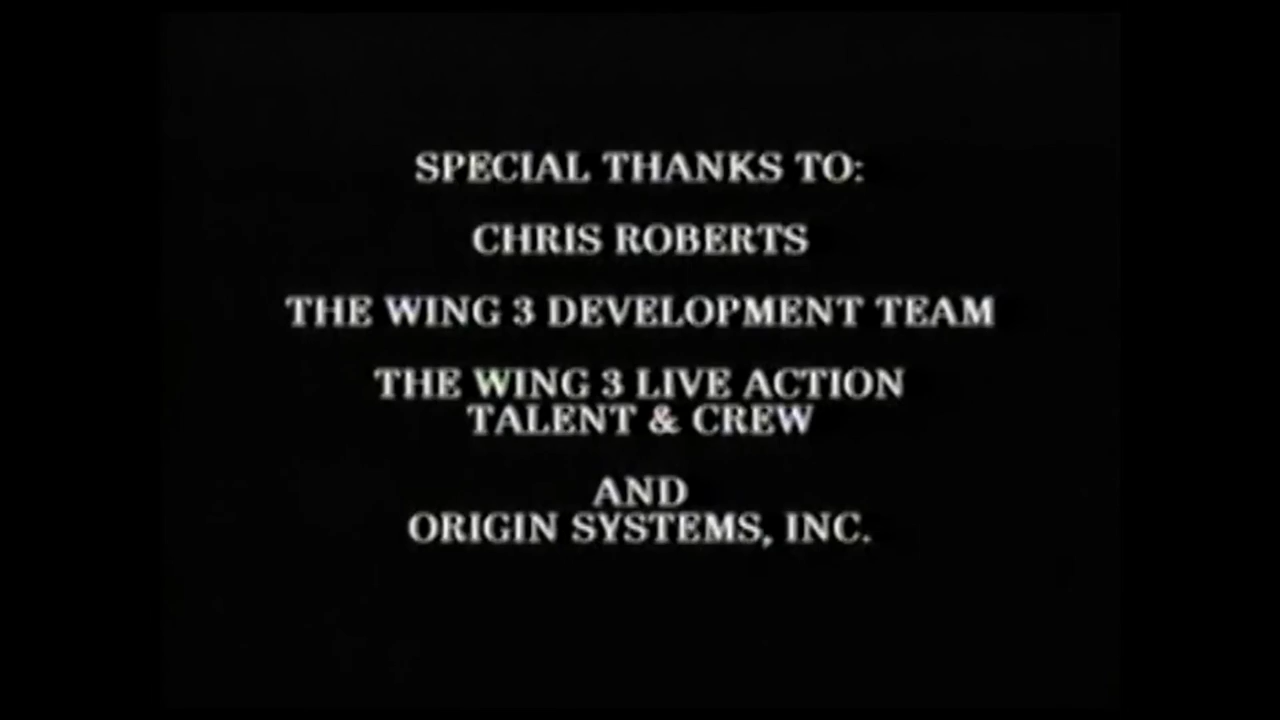 SPECIAL THANKS TO:
CHRIS ROBERTS
THE WING 3 DEVELOPMENT TEAM
THE WING 3 LIVE ACTION
TALENT & CREW
AND
ORIGIN SYSTEMS, INC.